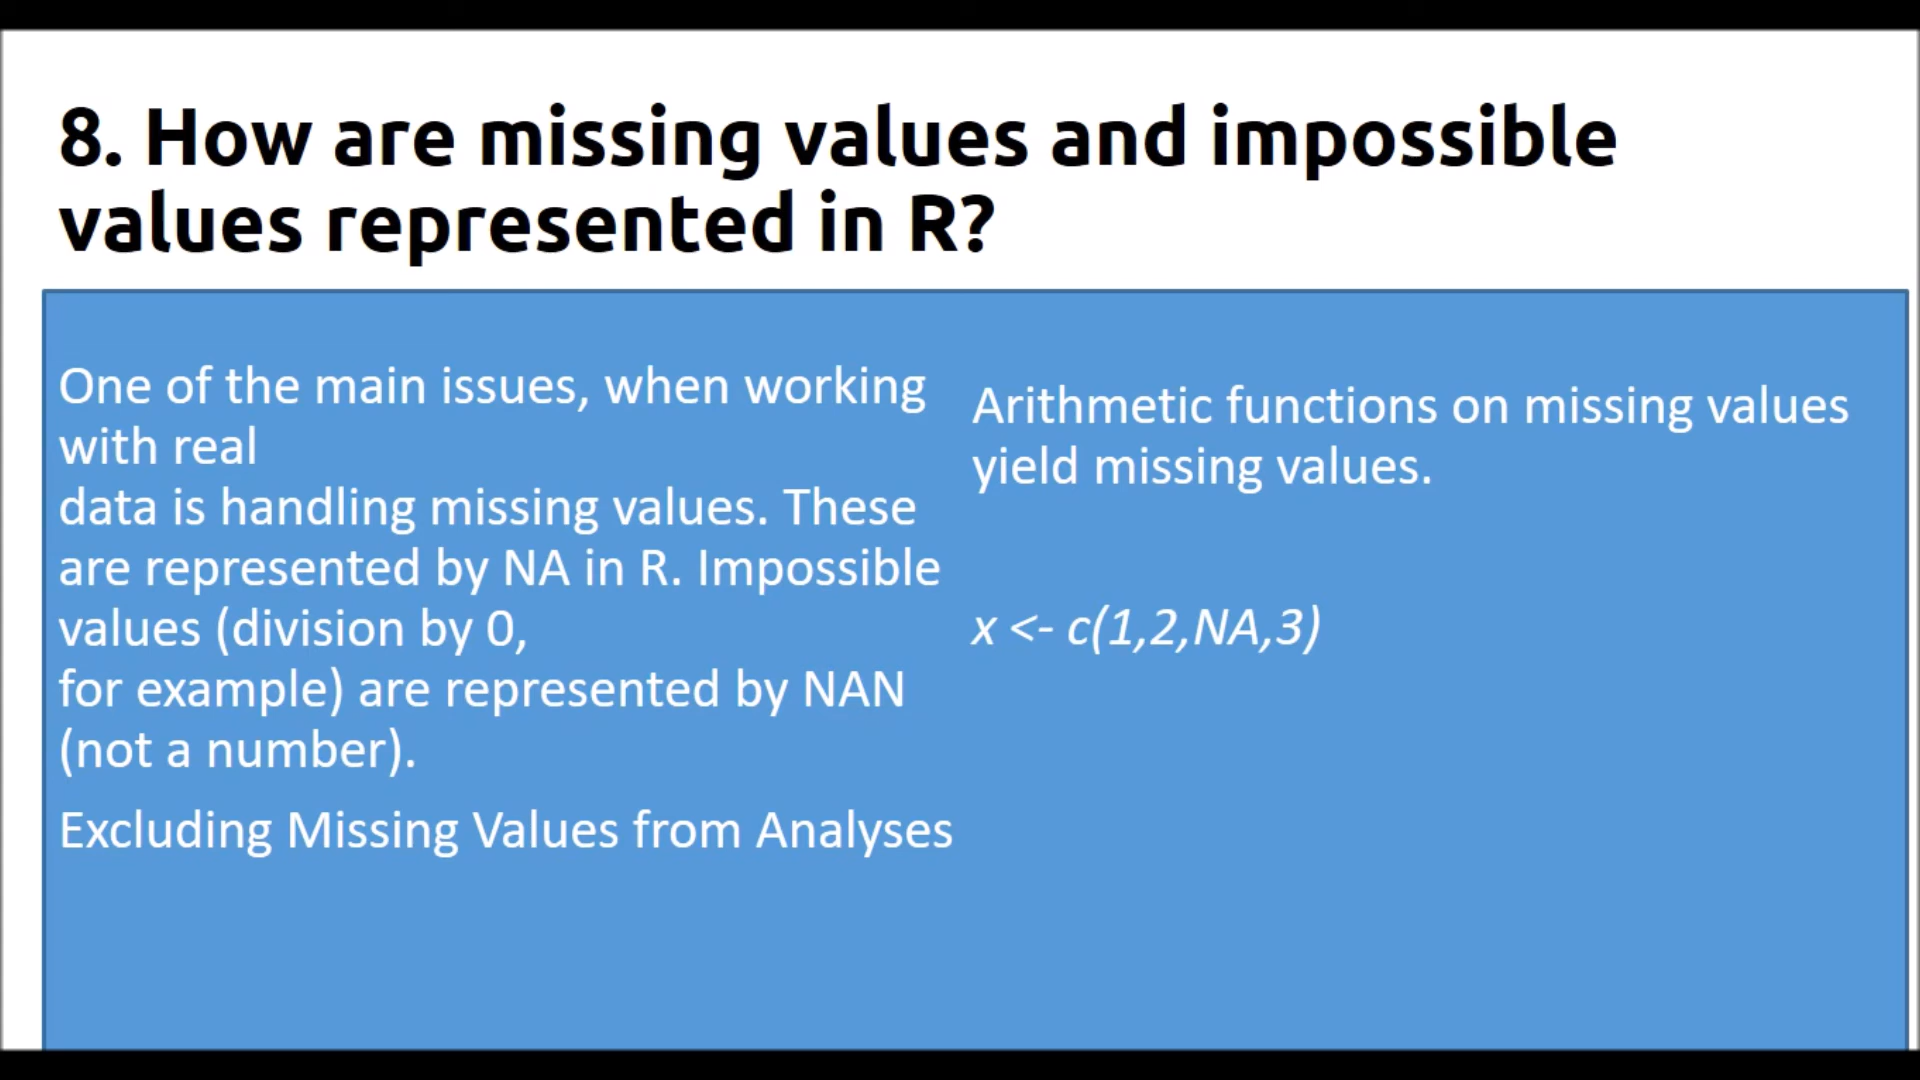 8. How are missing values and impossible
values represented in R?
One of the main issues, when working
with real
data is handling missing values. These
are represented by NA in R. Impossible
values (division by 0,
for example) are represented by NAN
(not a number).
Excluding Missing Values from Analyses
Arithmetic functions on missing values
yield missing values.
x <- c(1,2,NA,3)